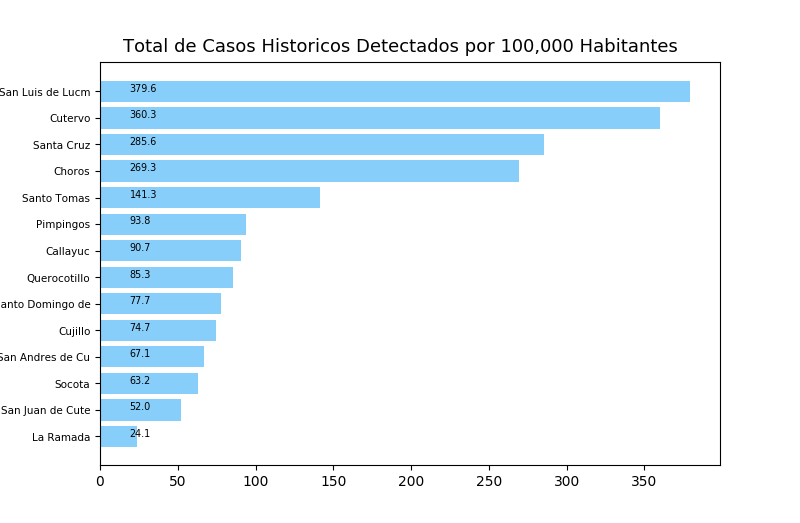 Total de Casos Historicos Detectados por 100,000 Habitantes
San Luis de Lucm 379.6
Cutervo 360.3
Santa Cruz 285.6
Choros 269.3
Santo Tomas 141.3
Pimpingos 93.8
Callayuc 90.7
Querocotillo 85.3
anto Domingo de 77.7
Cujillo 74.7
San Andres de Cu 67.1
Socota 63.2
San Juan de Cute 52.0
La Ramada 24.1
0 50 100 150 200 250 300 350